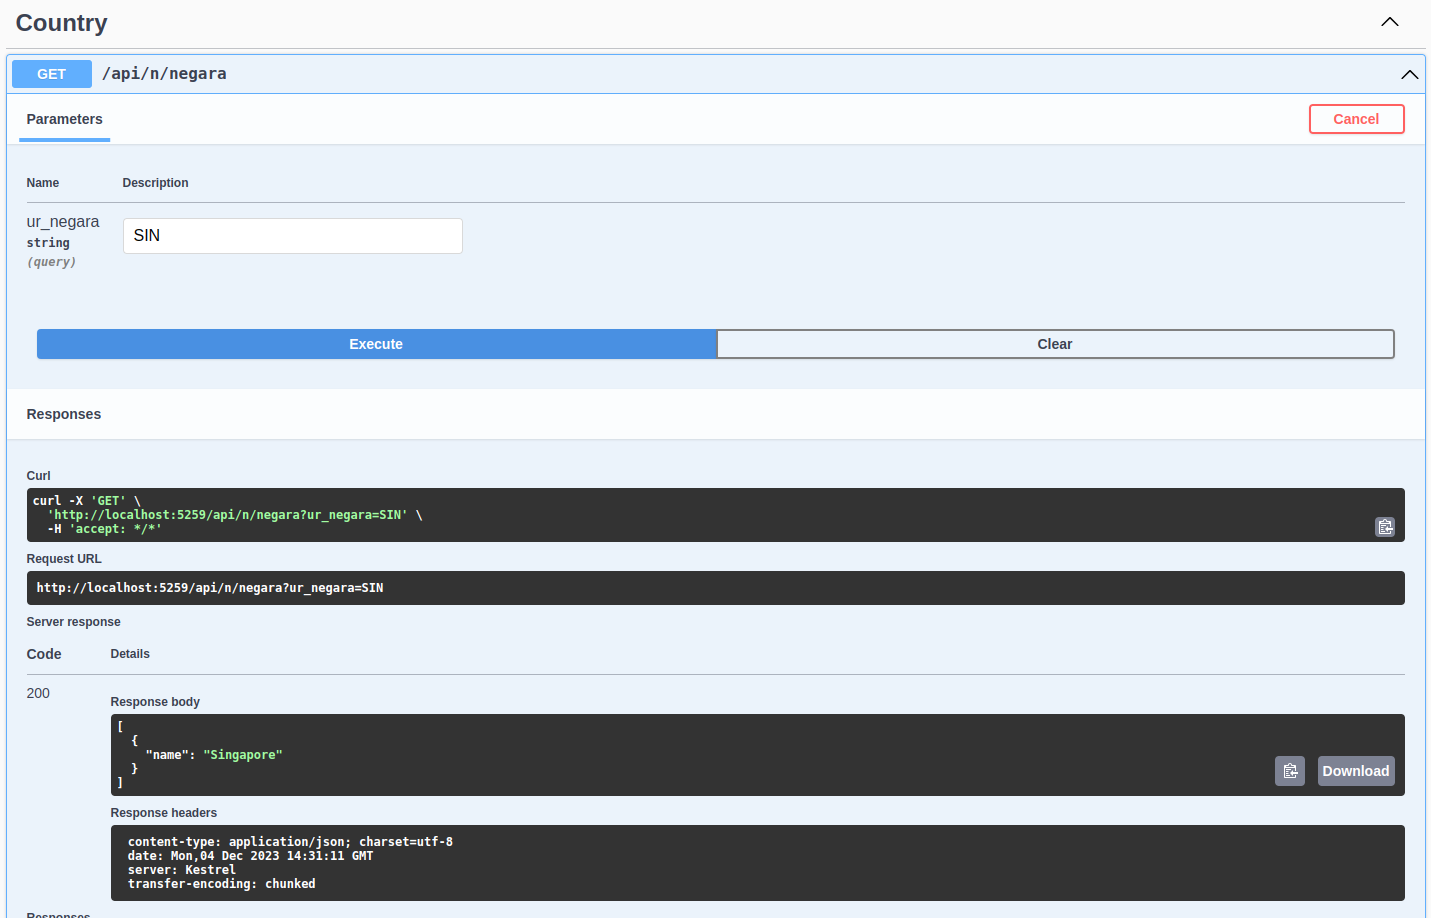 Country
GET /api/n/negara
Parameters Cancel
Name Description
ur_negara
string
(query)
SIN
Execute Clear
Responses
Curl
curl -X 'GET' \
  'http://localhost:5259/api/n/negara?ur_negara=SIN' \
  -H 'accept: */*'
Request URL
http://localhost:5259/api/n/negara?ur_negara=SIN
Server response
Code Details
200
Response body
[
  {
    "name": "Singapore"
  }
]
Download
Response headers
content-type: application/json; charset=utf-8
date: Mon,04 Dec 2023 14:31:11 GMT
server: Kestrel
transfer-encoding: chunked
Responses